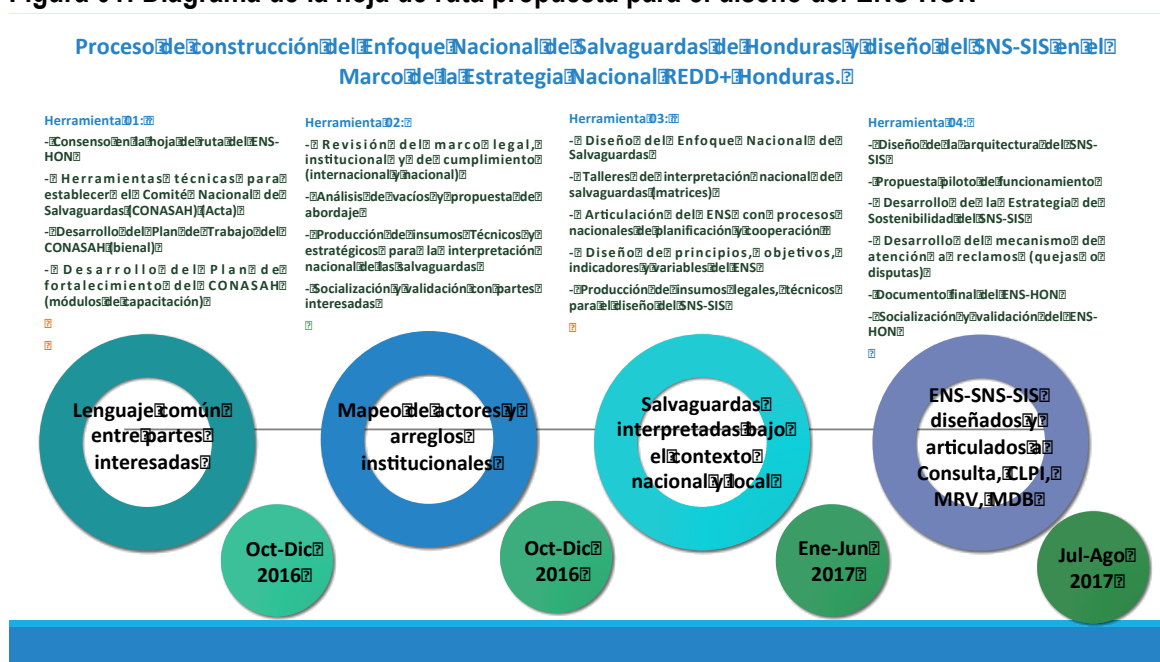 Figura 01: Diagrama de la hoja de ruta propuesta para el diseño del ENS-HON
Proceso de construcción del Enfoque Nacional de Salvaguardas de Honduras y diseño del SNS-SIS en el
Marco de la Estrategia Nacional REDD+ Honduras.
Herramienta 01:
- Consenso en la hoja de ruta del ENS-
HON
- Herramientas técnicas para
establecer el Comité Nacional de
Salvaguardas (CONASAH) (Acta)
- Desarrollo del Plan de Trabajo del
CONASAH (bienal)
- Desarrollo del Plan de
fortalecimiento del CONASAH
(módulos de capacitación)
Herramienta 02:
- Revisión del marco legal,
institucional y de cumplimiento
(internacional y nacional)
- Análisis de vacíos y propuesta de
abordaje
- Producción de insumos Técnicos y
estratégicos para la interpretación
nacional de las salvaguardas
- Socialización y validación con partes
interesadas
Herramienta 03:
- Diseño del Enfoque Nacional de
Salvaguardas
- Talleres de interpretación nacional de
salvaguardas (matrices)
- Articulación del ENS con procesos
nacionales de planificación y cooperación
- Diseño de principios, objetivos,
indicadores y variables del ENS
- Producción de insumos legales, técnicos
para el diseño del SNS-SIS
Herramienta 04:
- Diseño de la arquitectura del SNS-
SIS
- Propuesta piloto de funcionamiento
- Desarrollo de la Estrategia de
Sostenibilidad del SNS-SIS
- Desarrollo del mecanismo de
atención a reclamos (quejas o
disputas)
- Documento final del ENS-HON
- Socialización y validación del ENS-
HON
Lenguaje común
entre partes
interesadas
Mapeo de actores y
arreglos
institucionales
Salvaguardas
interpretadas bajo
el contexto
nacional y local
ENS-SNS-SIS
diseñados y
articulados a
Consulta, CLPI,
MRV, MDB
Oct-Dic
2016
Oct-Dic
2016
Ene-Jun
2017
Jul-Ago
2017